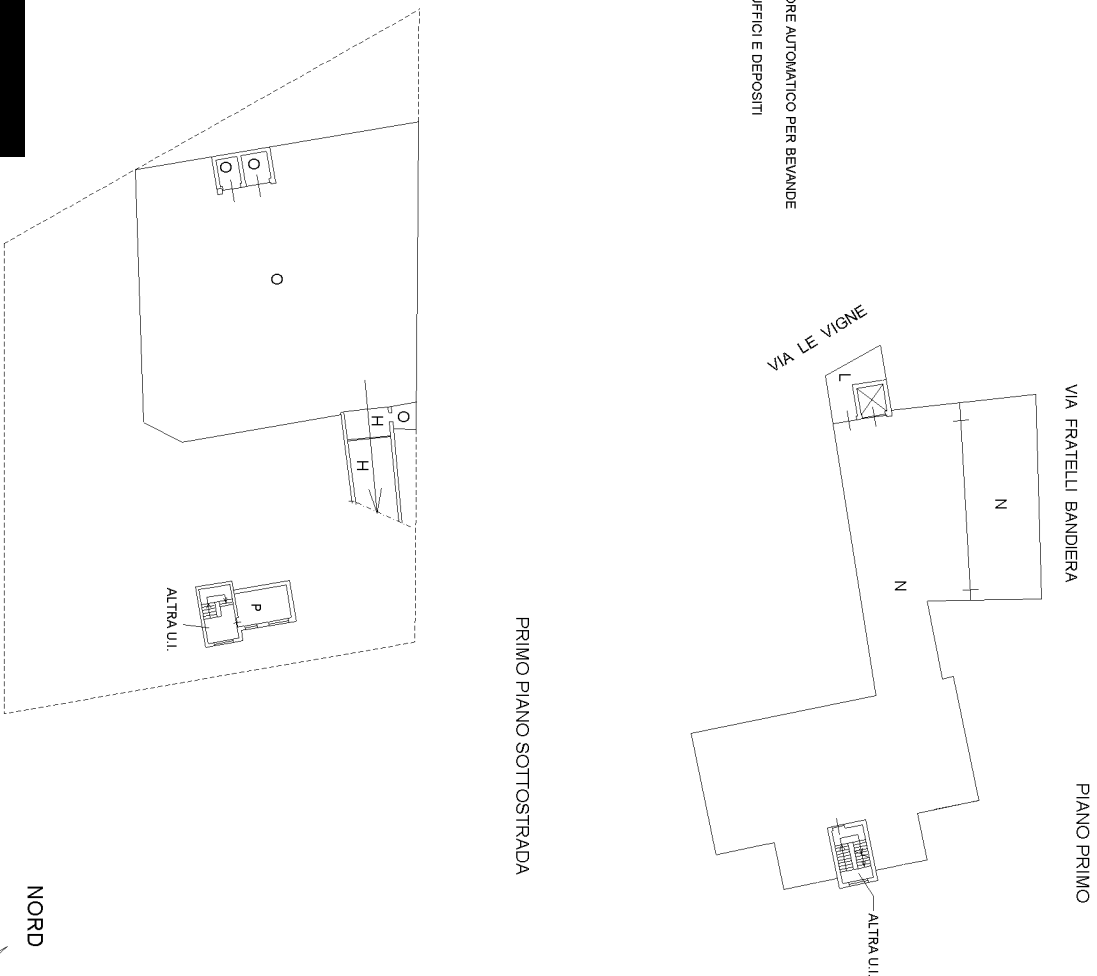 ORE AUTOMATICO PER BEVANDE
UFFICI E DEPOSITI
PIANO PRIMO
VIA FRATELLI BANDIERA
VIA LE VIGNE
L
N
N
ALTRA U.I.
PRIMO PIANO SOTTOSTRADA
O
O
O
O
H
H
P
ALTRA U.I.
NORD